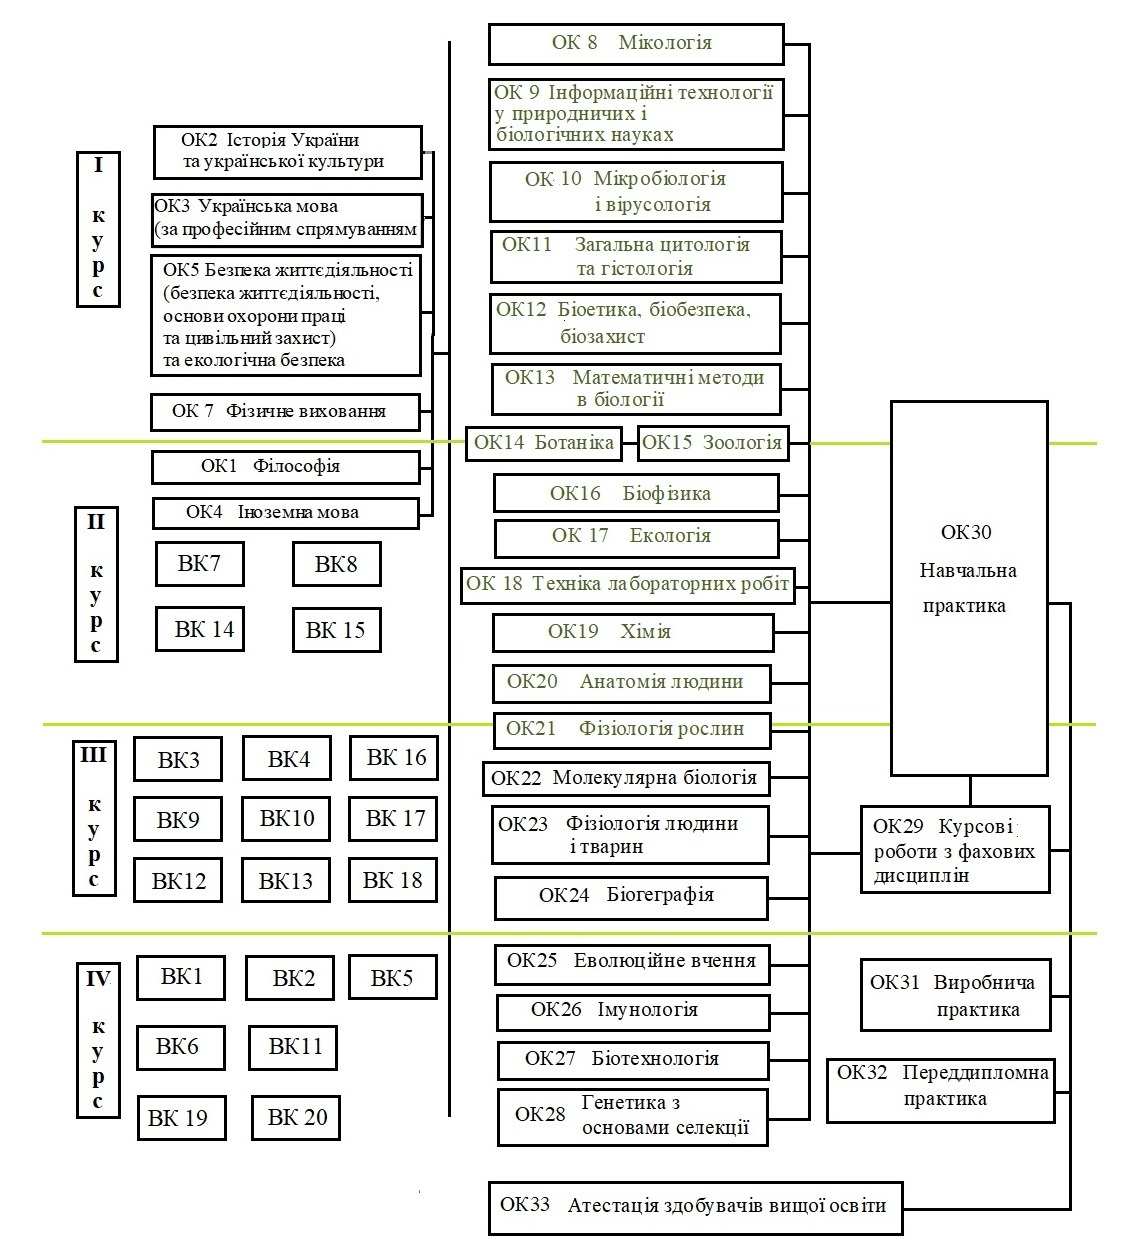 І
к
у
р
с
ОК2 Історія України
та української культури
ОК3 Українська мова
(за професійним спрямуванням
ОК5 Безпека життєдіяльності
(безпека життєдіяльності,
основи охорони праці
та цивільний захист)
та екологічна безпека
ОК 7 Фізичне виховання
ІІ
к
у
р
с
ОК1 Філософія
ОК4 Іноземна мова
ВК7 ВК8
ВК 14 ВК 15
ІІІ
к
у
р
с
ВК3 ВК4 ВК 16
ВК9 ВК10 ВК 17
ВК12 ВК13 ВК 18
ІV
к
у
р
с
ВК1 ВК2 ВК5
ВК6 ВК11
ВК 19 ВК 20
ОК 8 Мікологія
ОК 9 Інформаційні технології
у природничих і
біологічних науках
ОК 10 Мікробіологія
і вірусологія
ОК11 Загальна цитологія
та гістологія
ОК12 Біоетика, біобезпека,
біозахист
ОК13 Математичні методи
в біології
ОК14 Ботаніка ОК15 Зоологія
ОК16 Біофізика
ОК 17 Екологія
ОК 18 Техніка лабораторних робіт
ОК19 Хімія
ОК20 Анатомія людини
ОК21 Фізіологія рослин
ОК22 Молекулярна біологія
ОК23 Фізіологія людини
і тварин
ОК24 Біогеографія
ОК25 Еволюційне вчення
ОК26 Імунологія
ОК27 Біотехнологія
ОК28 Генетика з
основами селекції
ОК30
Навчальна
практика
ОК29 Курсові
роботи з фахових
дисциплін
ОК31 Виробнича
практика
ОК32 Переддипломна
практика
ОК33 Атестація здобувачів вищої освіти